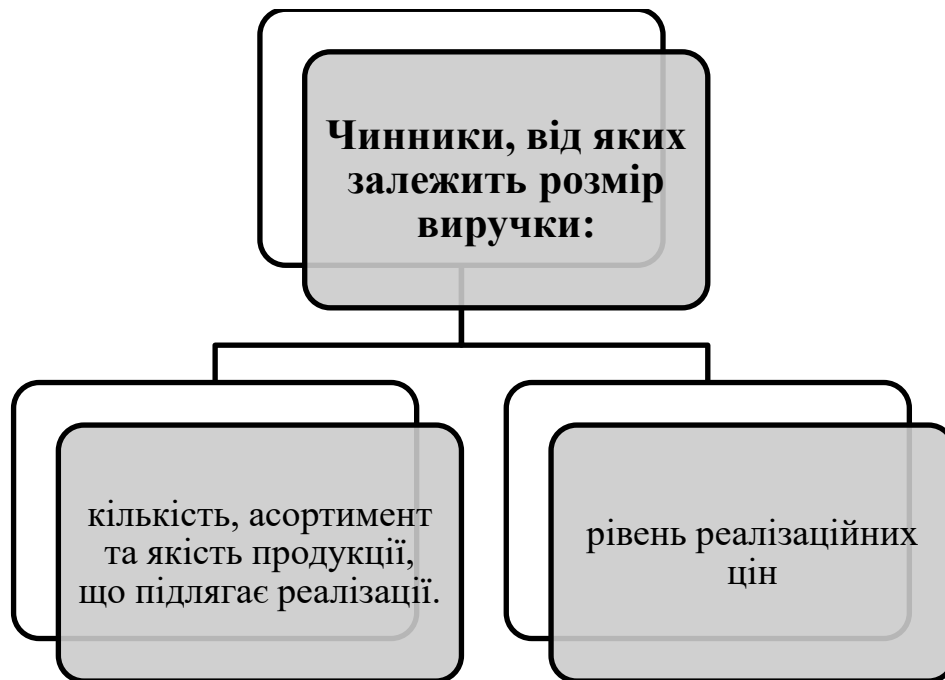 Чинники, від яких
залежить розмір
виручки:
кількість, асортимент
та якість продукції,
що підлягає реалізації.
рівень реалізаційних
цін